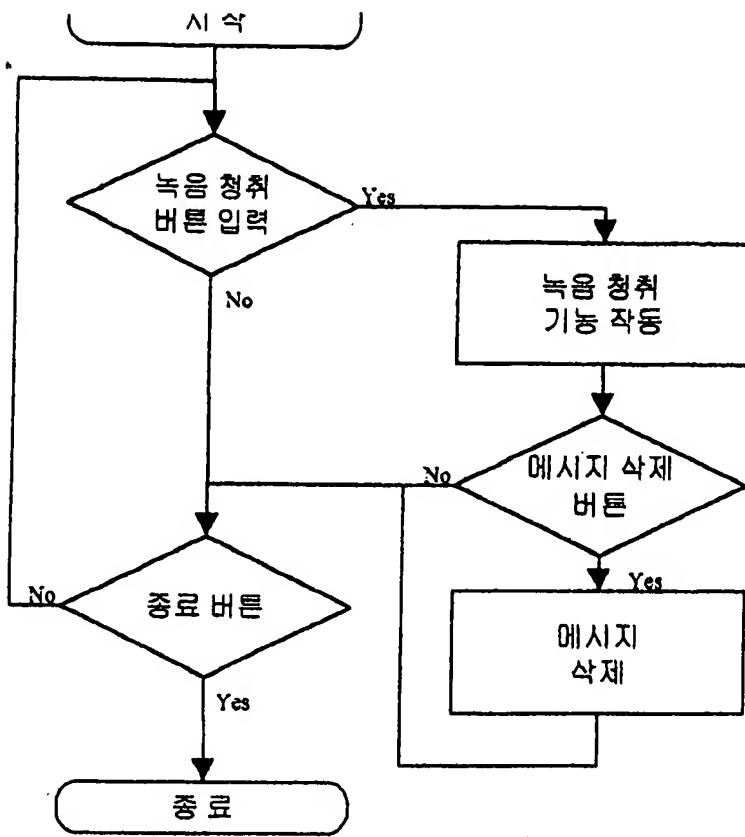 시 작
녹음 청취
버튼 입력
Yes
No
녹음 청취
기능 작동
메시지 삭제
버튼
No
Yes
메시지
삭제
종료 버튼
No
Yes
종 료